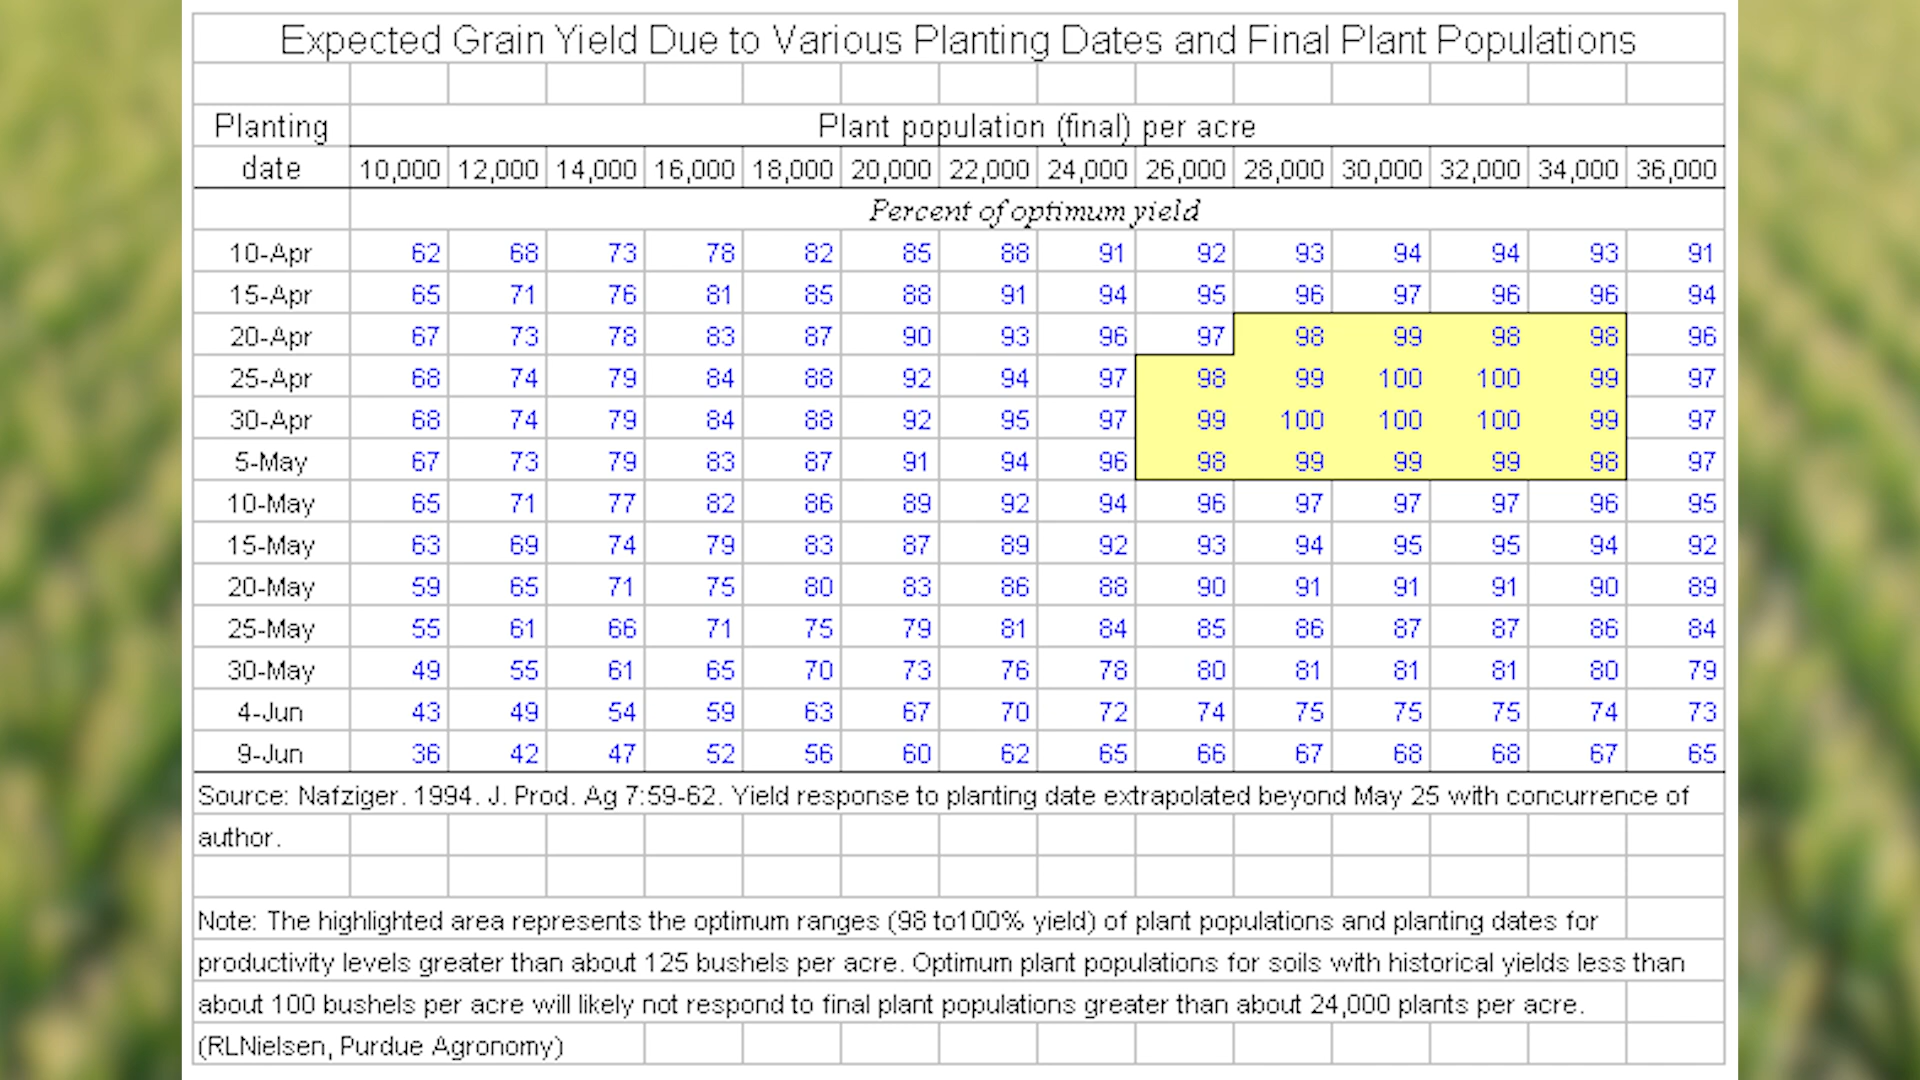 Expected Grain Yield Due to Various Planting Dates and Final Plant Populations
Planting Plant population (final) per acre
date 10,000 12,000 14,000 16,000 18,000 20,000 22,000 24,000 26,000 28,000 30,000 32,000 34,000 36,000
Percent of optimum yield
10-Apr 62 68 73 78 82 85 88 91 92 93 94 94 93 91
15-Apr 65 71 76 81 85 88 91 94 95 96 97 96 96 94
20-Apr 67 73 78 83 87 90 93 96 97 98 99 98 98 96
25-Apr 68 74 79 84 88 92 94 97 98 99 100 100 99 97
30-Apr 68 74 79 84 88 92 95 97 99 100 100 100 99 97
5-May 67 73 79 83 87 91 94 96 98 99 99 99 98 97
10-May 65 71 77 82 86 89 92 94 96 97 97 97 96 95
15-May 63 69 74 79 83 87 89 92 93 94 95 95 94 92
20-May 59 65 71 75 80 83 86 88 90 91 91 91 90 89
25-May 55 61 66 71 75 79 81 84 85 86 87 87 86 84
30-May 49 55 61 65 70 73 76 78 80 81 81 81 80 79
4-Jun 43 49 54 59 63 67 70 72 74 75 75 75 74 73
9-Jun 36 42 47 52 56 60 62 65 66 67 68 68 67 65
Source: Nafziger. 1994. J. Prod. Ag 7:59-62. Yield response to planting date extrapolated beyond May 25 with concurrence of
author.
Note: The highlighted area represents the optimum ranges (98 to100% yield) of plant populations and planting dates for
productivity levels greater than about 125 bushels per acre. Optimum plant populations for soils with historical yields less than
about 100 bushels per acre will likely not respond to final plant populations greater than about 24,000 plants per acre.
(RLNielsen, Purdue Agronomy)